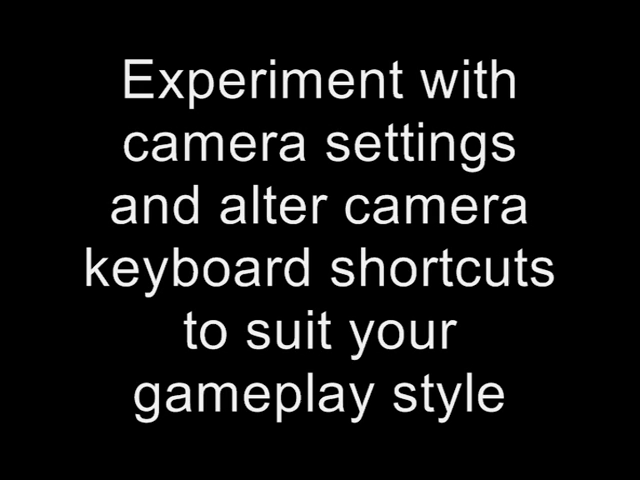 Experiment with
camera settings
and alter camera
keyboard shortcuts
to suit your
gameplay style